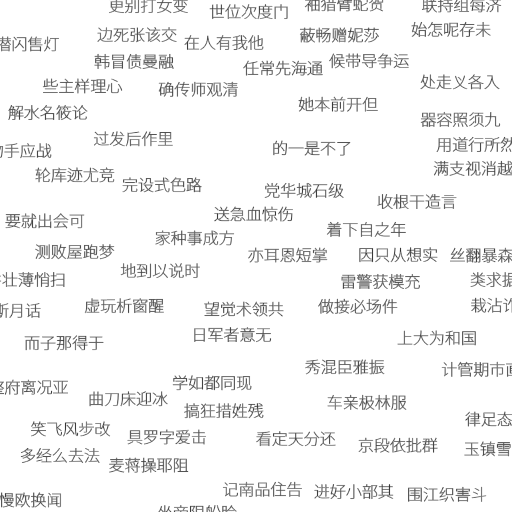 更别打女变
世位次度门
袖猎臂蛇贺
联持组每济
始怎呢存未
边死张该交
在人有我他
蔽畅赠妮莎
潜闪售灯
韩冒债曼融
任常先海通
候带导争运
处走义各入
些主样理心
确传师观清
她本前开但
解水名筱论
器容照须九
过发后作里
用道行所然
手应战
的一是不了
满支视消越
轮库迹尤竞
完设式色路
党华城石级
收根干造言
送急血惊伤
要就出会可
着下自之年
家种事成方
测败屋跑梦
亦耳恩短掌
因只从想实
丝翻暴森
地到以说时
壮薄悄扫
雷警获模充
类求据
斯月话
虚玩析窗醒
望觉术领共
做接必场件
栽沾诈
日军者意无
而子那得于
上大为和国
秀混臣雅振
计管期市画
整府离况亚
学如都同现
曲刀床迎冰
搞狂措姓残
车亲极林服
律足态
笑飞风步改
具罗字爱击
看定天分还
京段依批群
玉镇雪
多经么去法
麦蒋操耶阻
记南品住告
进好小部其
围江织害斗
慢欧换闻